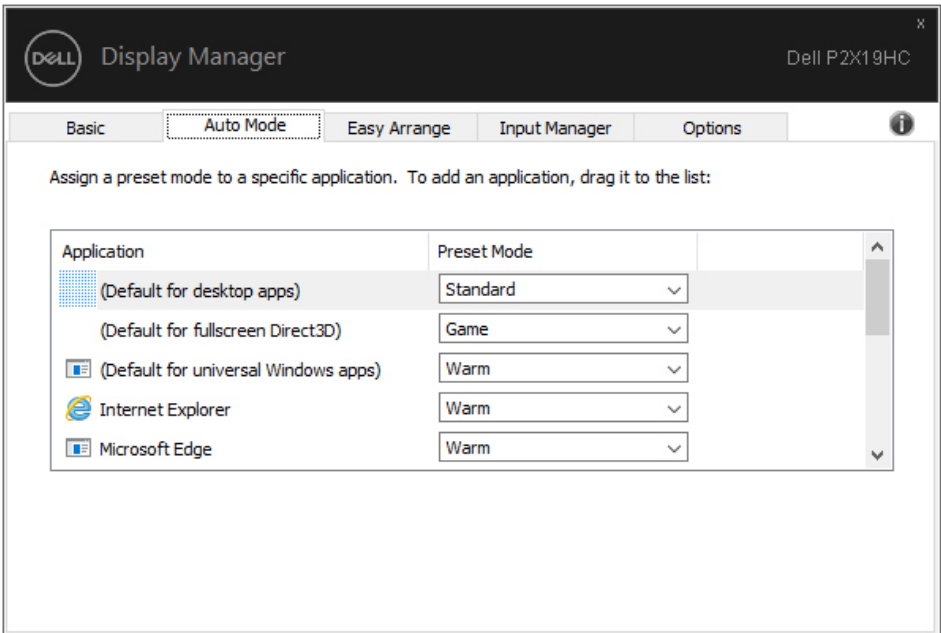 x
DELL Display Manager Dell P2X19HC
Basic Auto Mode Easy Arrange Input Manager Options
Assign a preset mode to a specific application. To add an application, drag it to the list:
Application Preset Mode
(Default for desktop apps) Standard
(Default for fullscreen Direct3D) Game
(Default for universal Windows apps) Warm
Internet Explorer Warm
Microsoft Edge Warm